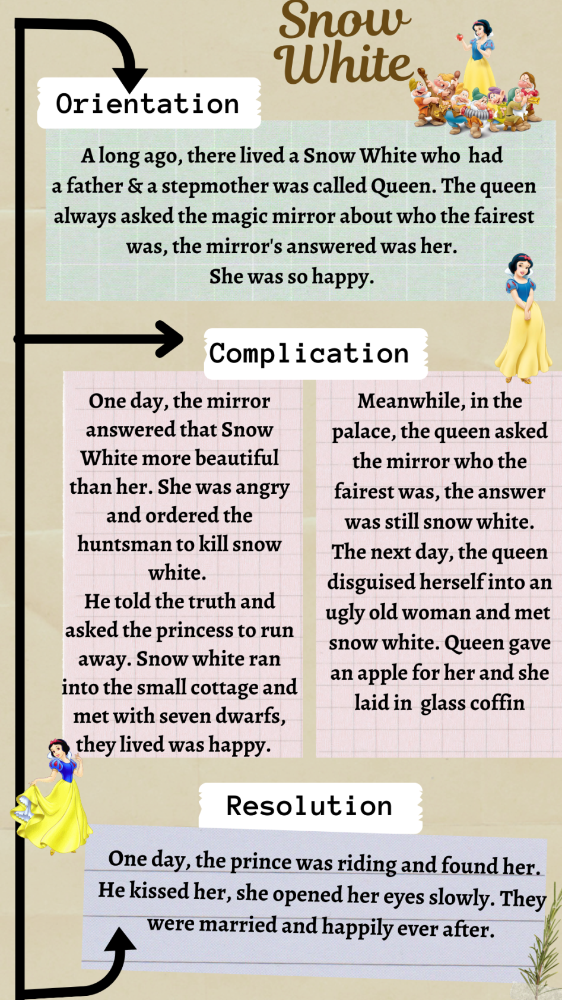 Snow
White
Orientation
A long ago, there lived a Snow White who had
a father & a stepmother was called Queen. The queen
always asked the magic mirror about who the fairest
was, the mirror's answered was her.
She was so happy.
Complication
One day, the mirror
answered that Snow
White more beautiful
than her. She was angry
and ordered the
huntsman to kill snow
white.
He told the truth and
asked the princess to run
away. Snow white ran
into the small cottage and
met with seven dwarfs,
they lived was happy.
Meanwhile, in the
palace, the queen asked
the mirror who the
fairest was, the answer
was still snow white.
The next day, the queen
disguised herself into an
ugly old woman and met
snow white. Queen gave
an apple for her and she
laid in glass coffin
Resolution
One day, the prince was riding and found her.
He kissed her, she opened her eyes slowly. They
were married and happily ever after.